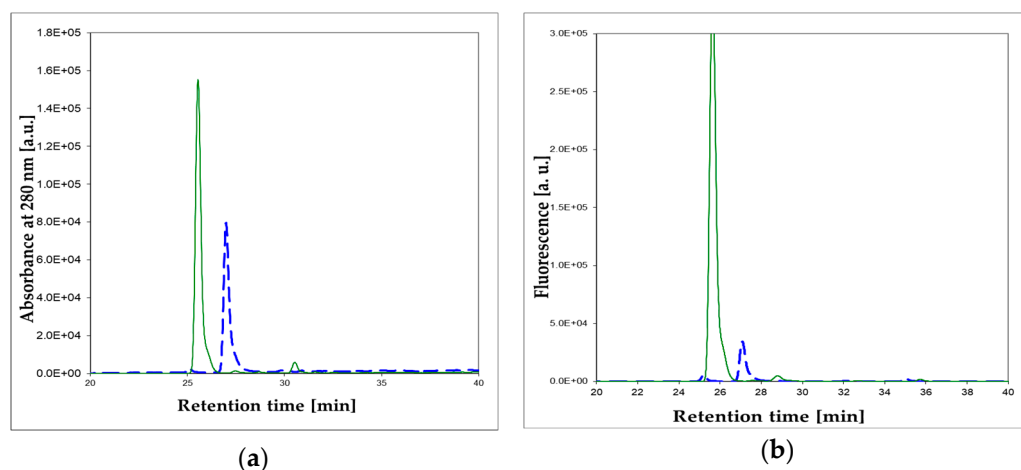 1.8E+05
1.6E+05
1.4E+05
1.2E+05
1.0E+05
8.0E+04
6.0E+04
4.0E+04
2.0E+04
0.0E+00
Absorbance at 280 nm [a.u.]
20 25 30 35 40
Retention time [min]
(a)
3.0E+05
2.5E+05
2.0E+05
1.5E+05
1.0E+05
5.0E+04
0.0E+00
Fluorescence [a. u.]
20 22 24 26 28 30 32 34 36 38 40
Retention time [min]
(b)